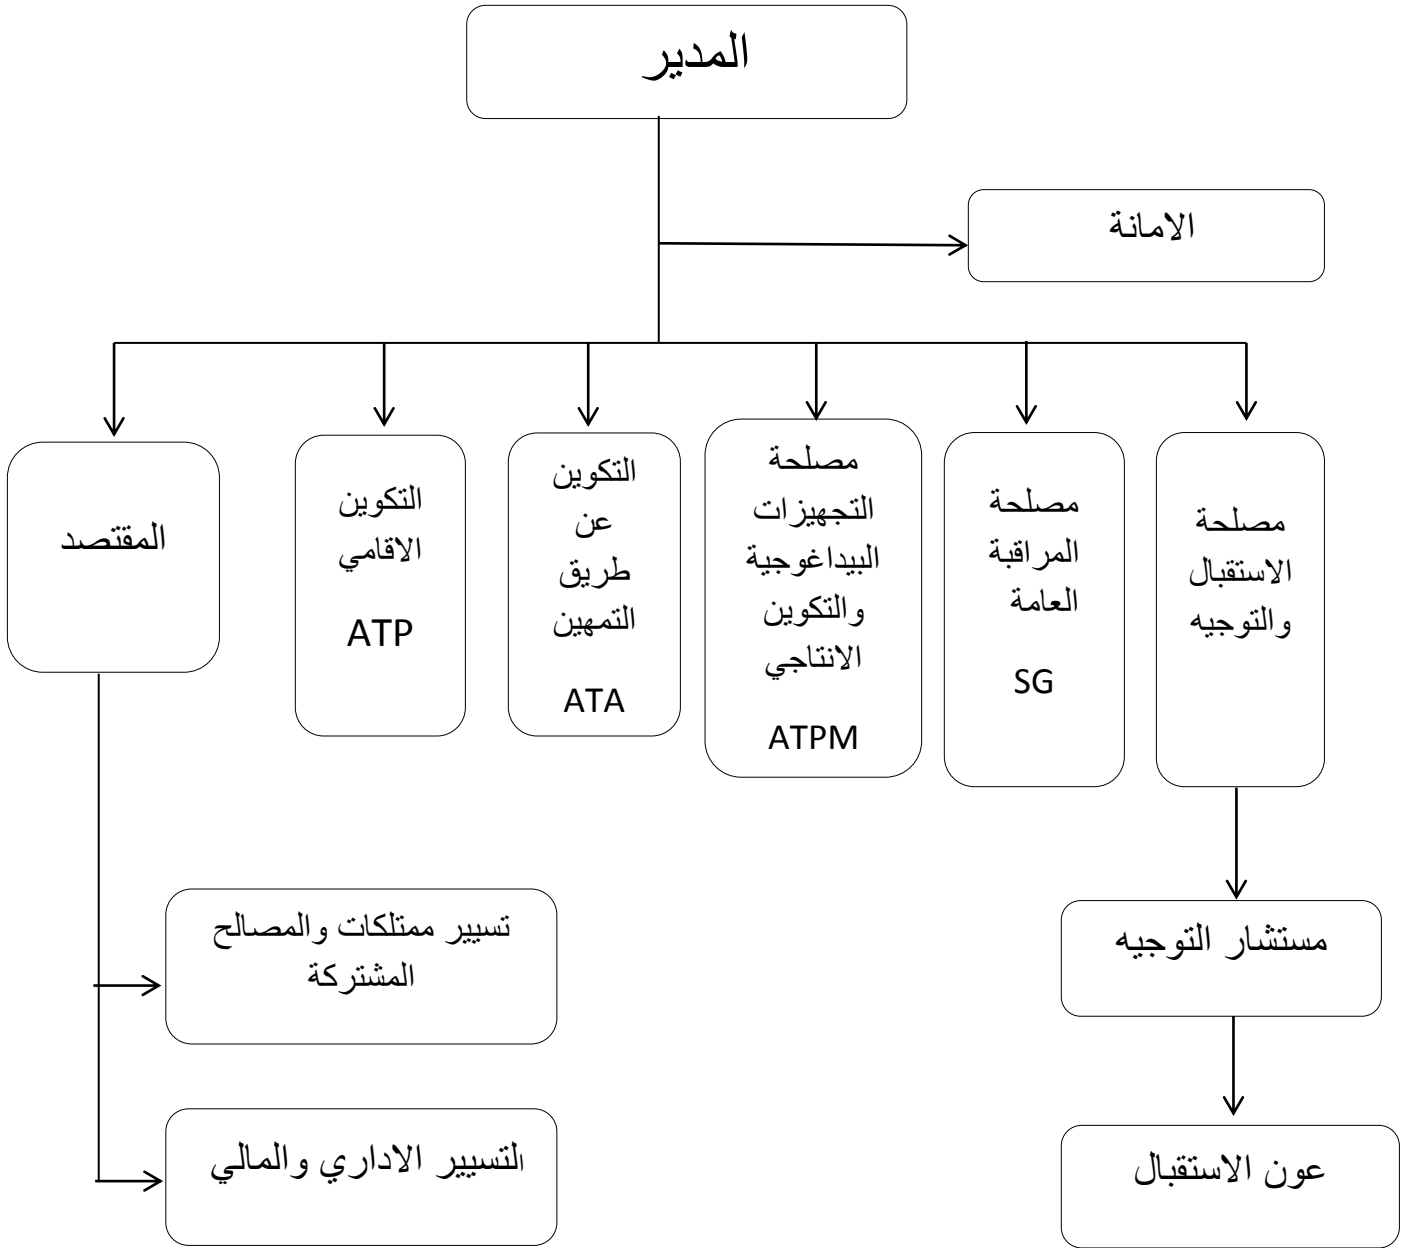 المدير
الامانة
مصلحة
الاستقبال
والتوجيه
مصلحة
المراقبة
العامة
SG
مصلحة
التجهيزات
البيداغوجية
والتكوين
الانتاجي
ATPM
التكوين
عن
طريق
التمهين
ATA
التكوين
الاقامي
ATP
المقتصد
مستشار التوجيه
عون الاستقبال
تسيير ممتلكات والمصالح
المشتركة
التسيير الاداري والمالي